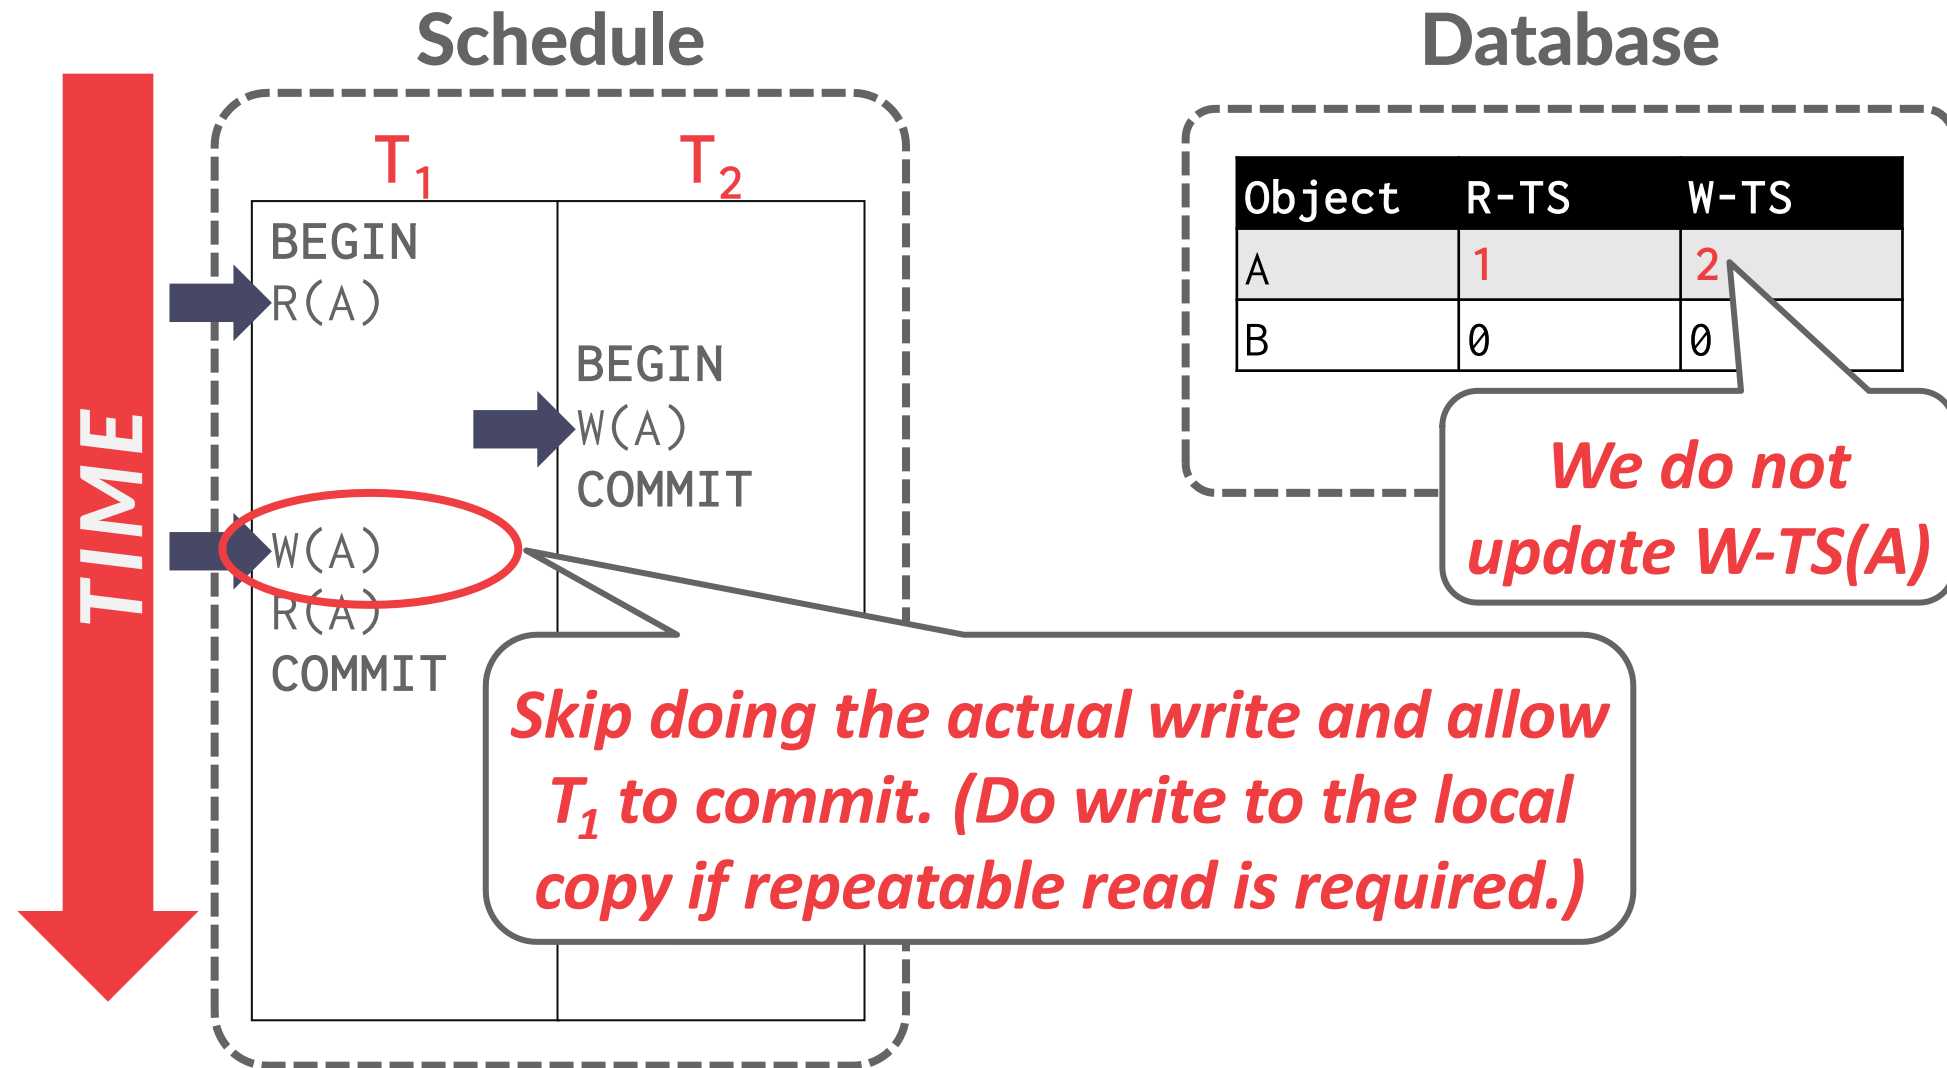 Schedule
Database
TIME
T1 T2
BEGIN
R(A)
BEGIN
W(A)
COMMIT
W(A)
R(A)
COMMIT
Object R-TS W-TS
A 1 2
B 0 0
We do not
update W-TS(A)
Skip doing the actual write and allow
T1 to commit. (Do write to the local
copy if repeatable read is required.)